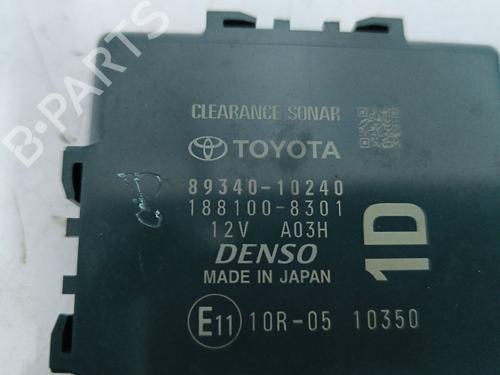 CLEARANCE SONAR
TOYOTA
89340-10240
188100-8301
12V A03H
DENSO
MADE IN JAPAN
1D
E11 10R-05 10350
B-PARTS